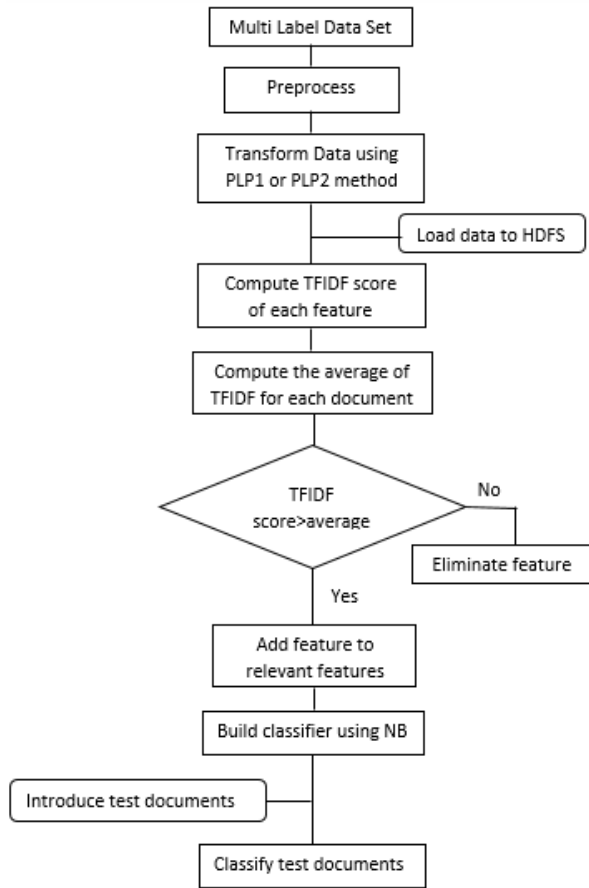 Multi Label Data Set
Preprocess
Transform Data using
PLP1 or PLP2 method
Load data to HDFS
Compute TFIDF score
of each feature
Compute the average of
TFIDF for each document
TFIDF
score>average
No
Eliminate feature
Yes
Add feature to
relevant features
Build classifier using NB
Introduce test documents
Classify test documents